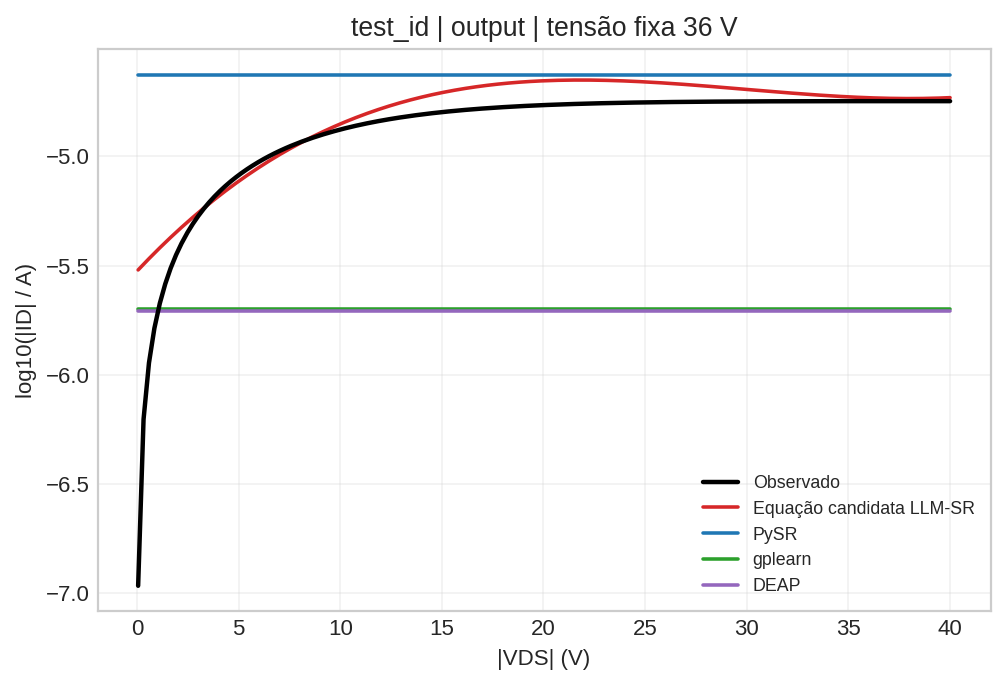 test_id | output | tensão fixa 36 V
log10(|ID| / A)
−5.0
−5.5
−6.0
−6.5
−7.0
Observado
Equação candidata LLM-SR
PySR
gplearn
DEAP
0 5 10 15 20 25 30 35 40
|VDS| (V)